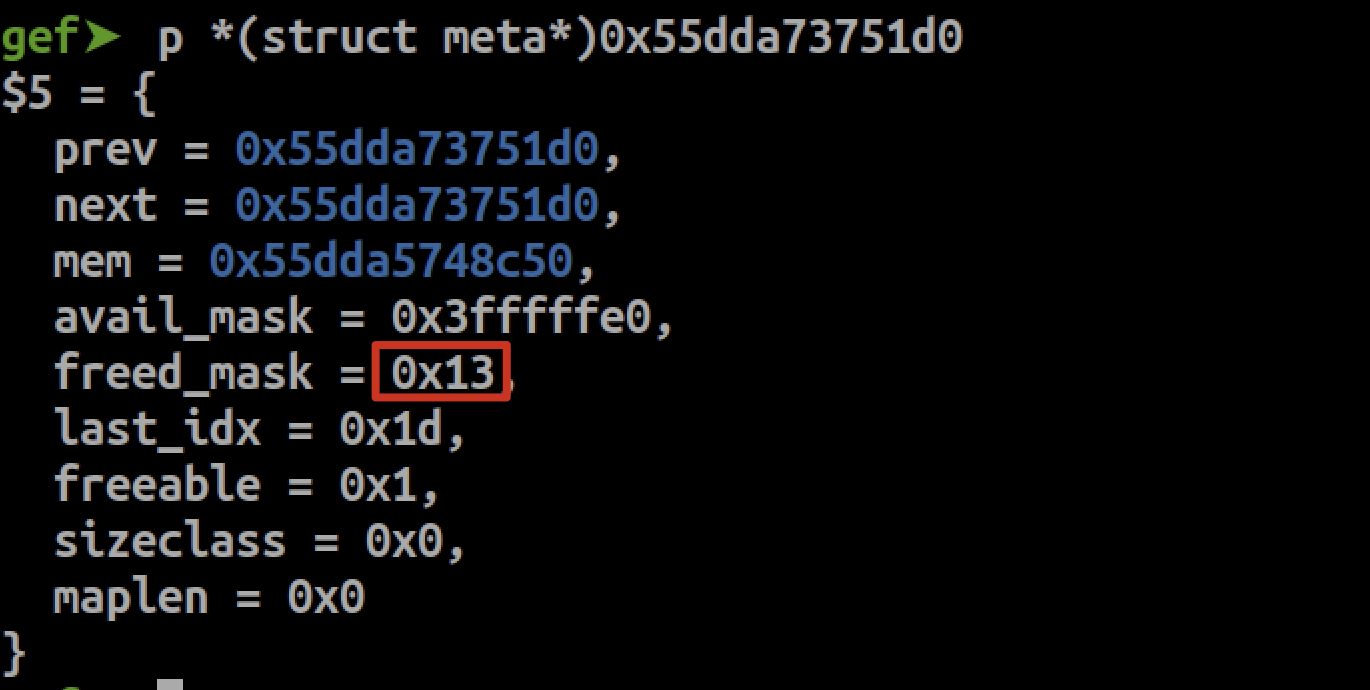 gef➤ p *(struct meta*)0x55dda73751d0
$5 = {
prev = 0x55dda73751d0,
next = 0x55dda73751d0,
mem = 0x55dda5748c50,
avail_mask = 0x3fffffe0,
freed_mask = 0x13,
last_idx = 0x1d,
freeable = 0x1,
sizeclass = 0x0,
maplen = 0x0
}